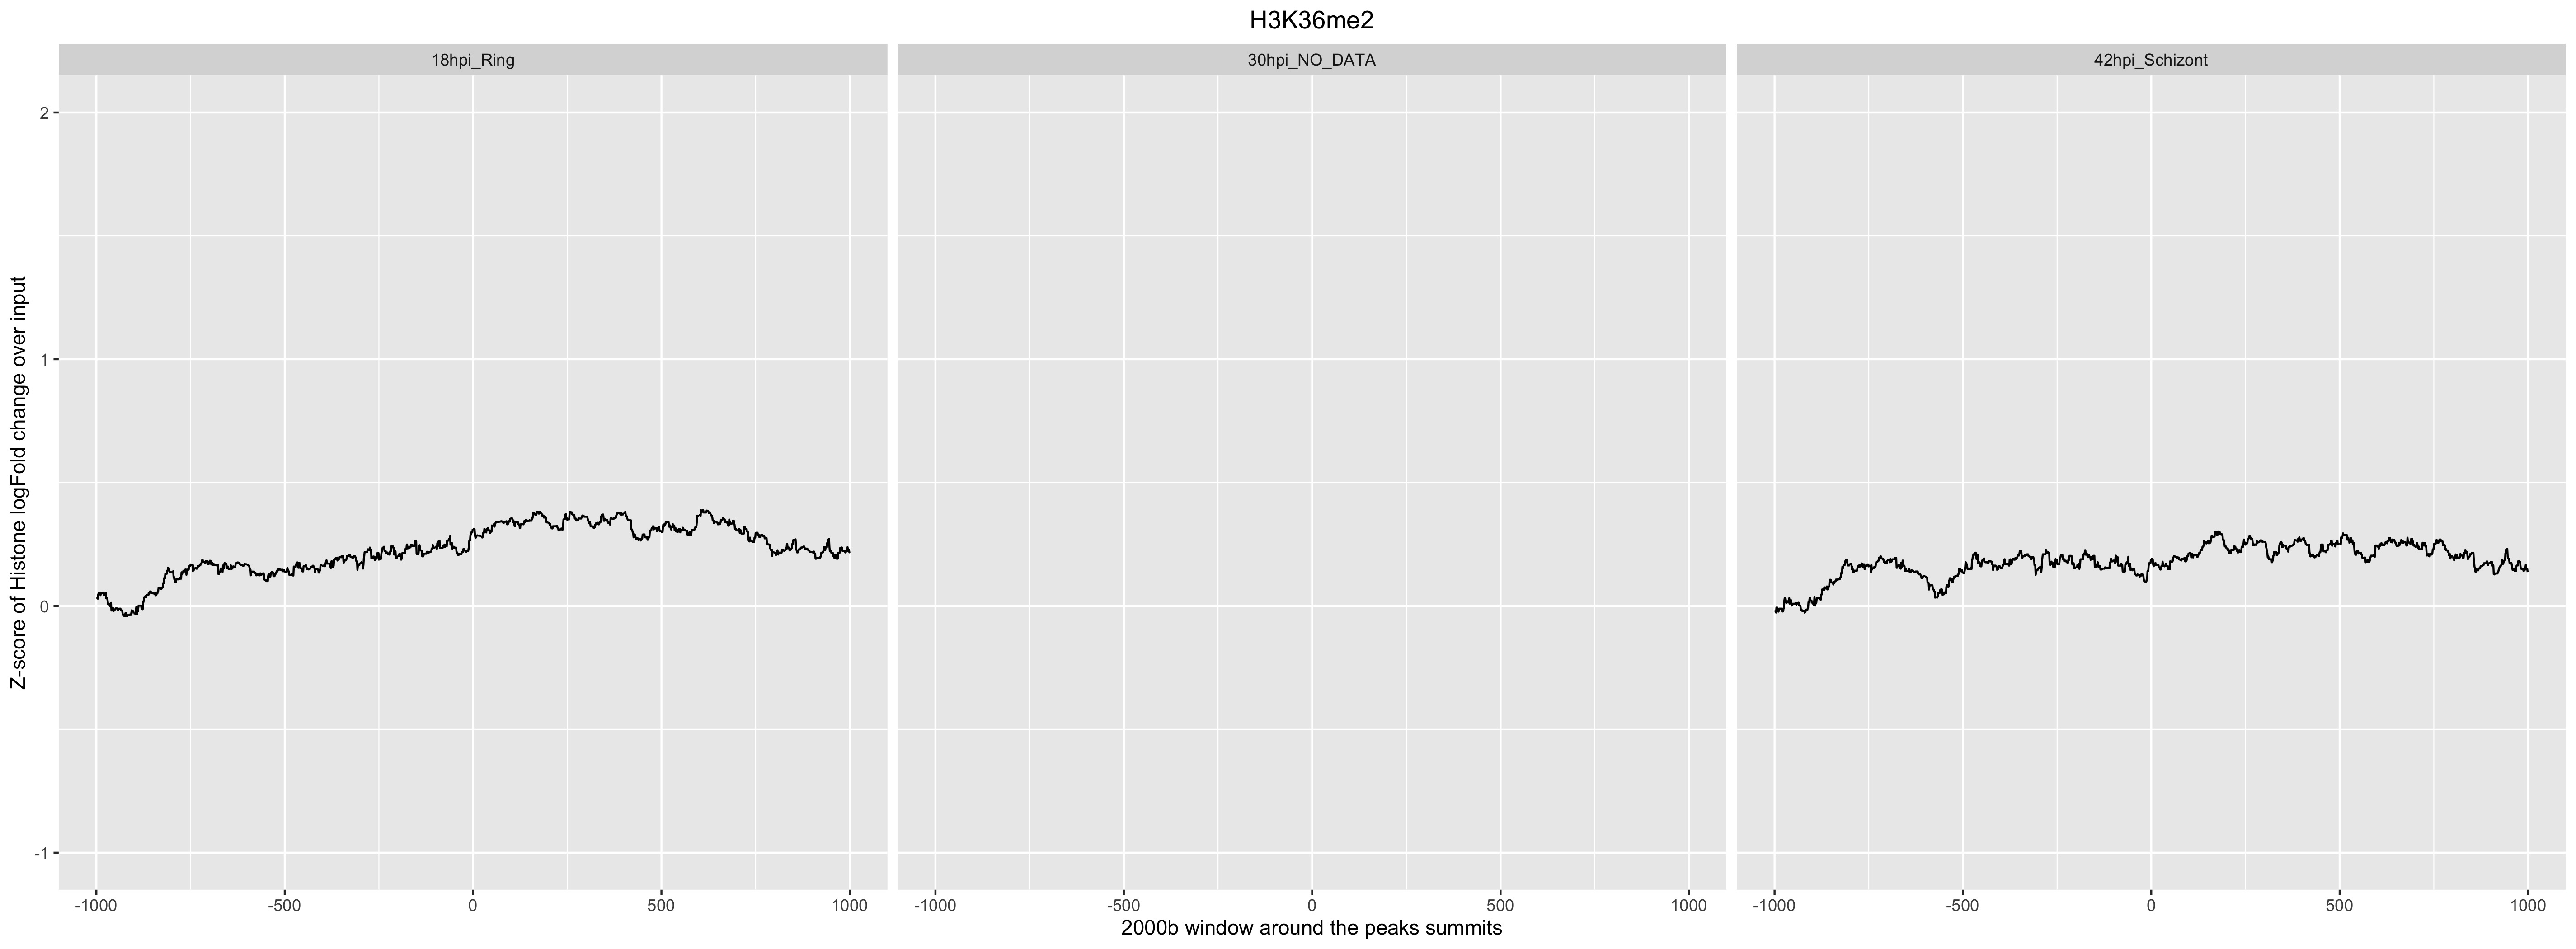 H3K36me2
18hpi_Ring
30hpi_NO_DATA
42hpi_Schizont
Z-score of Histone logFold change over input
2
1
0
-1
-1000 -500 0 500 1000
-1000 -500 0 500 1000
-1000 -500 0 500 1000
2000b window around the peaks summits